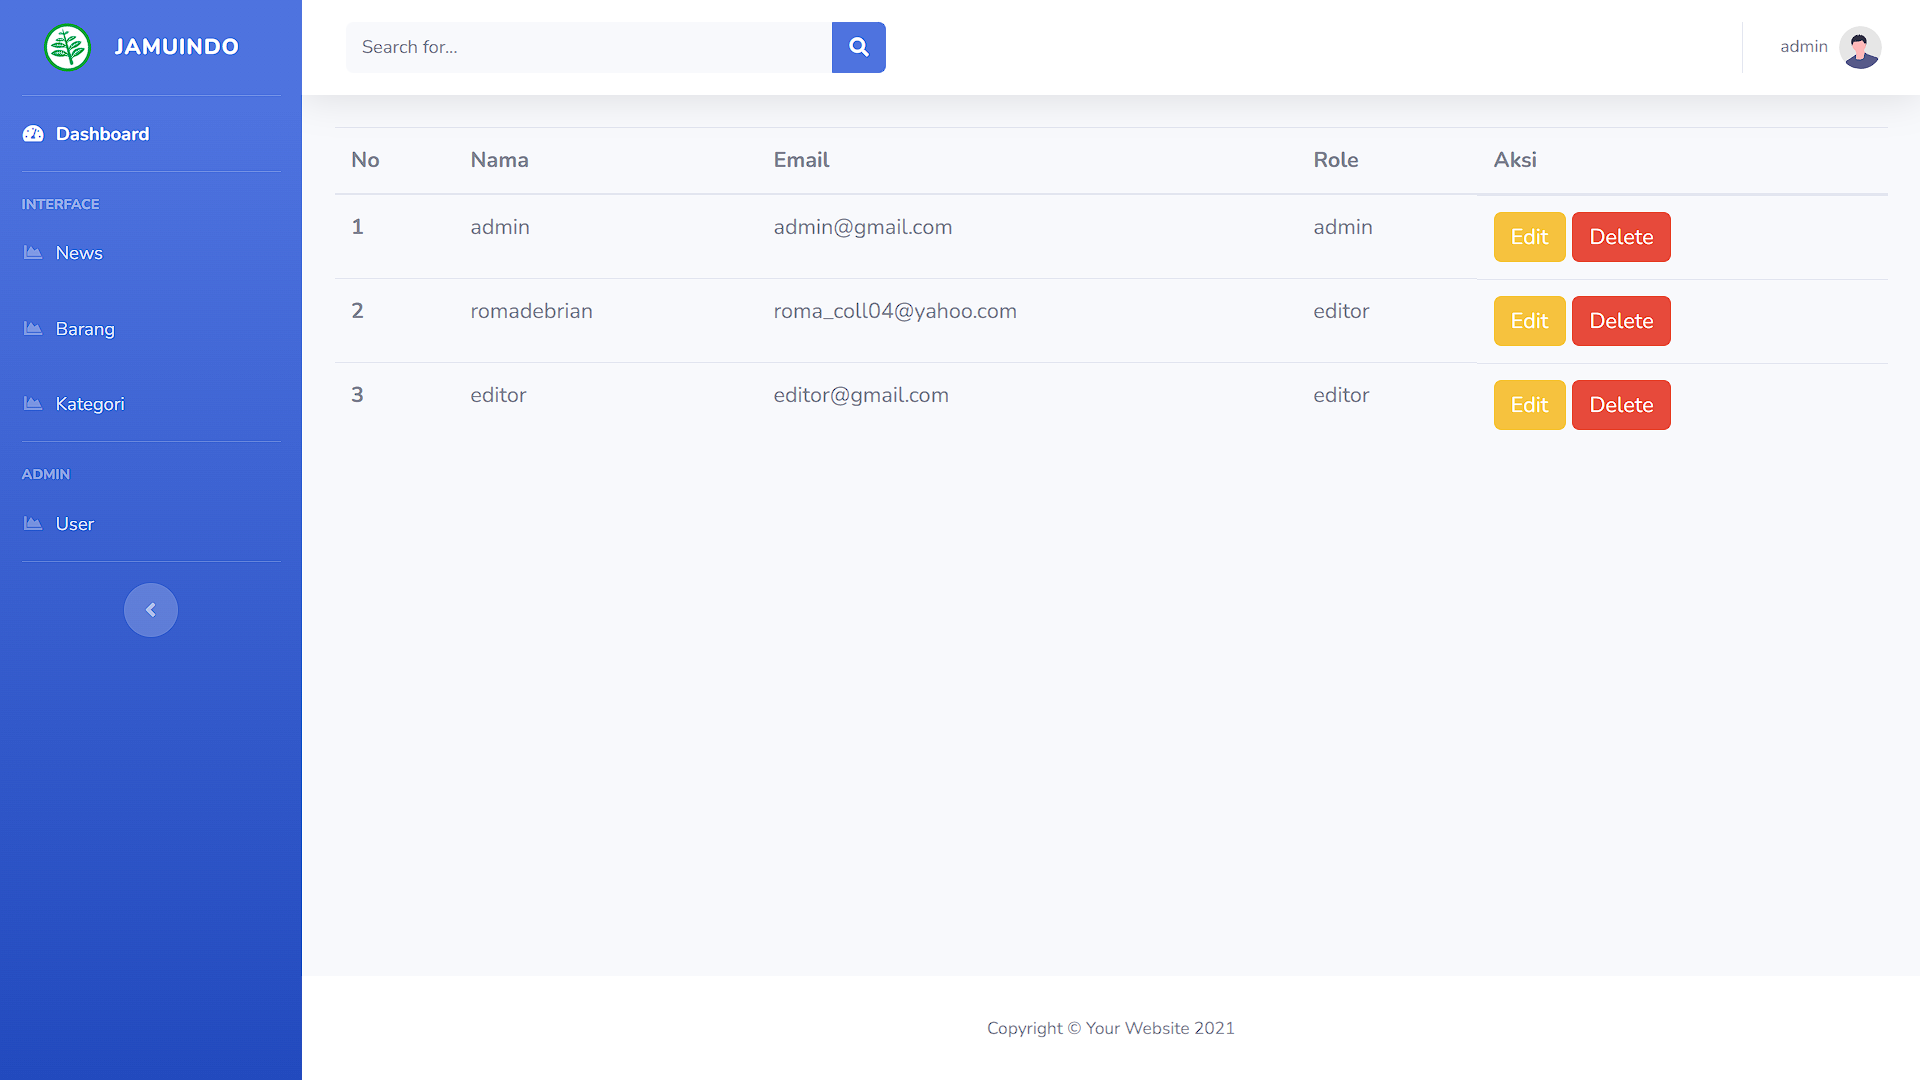 JAMUINDO
Search for...
admin
Dashboard
INTERFACE
News
Barang
Kategori
ADMIN
User
No Nama Email Role Aksi
1 admin admin@gmail.com admin Edit Delete
2 romadebrian roma_coll04@yahoo.com editor Edit Delete
3 editor editor@gmail.com editor Edit Delete
Copyright © Your Website 2021